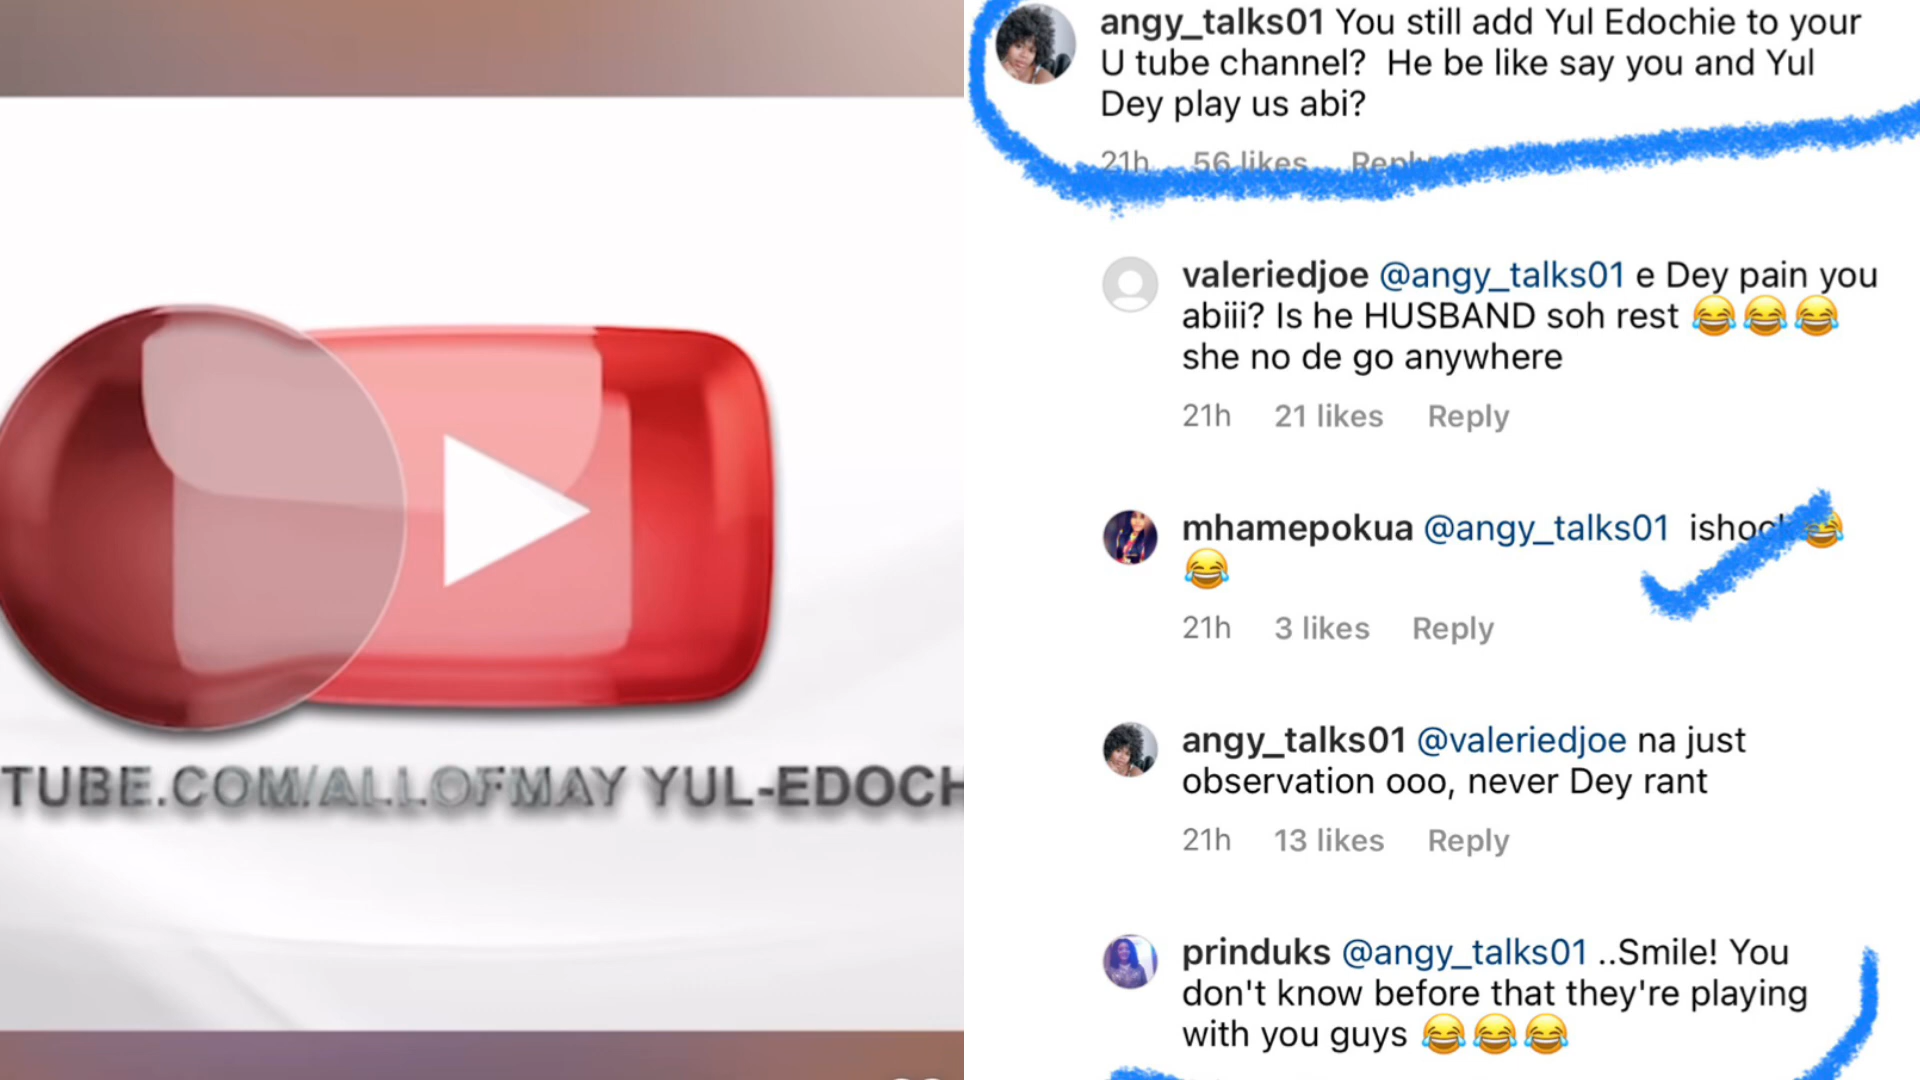 TUBE.COM/ALLOFMAY YUL-EDOCH
angy_talks01 You still add Yul Edochie to your
U tube channel? He be like say you and Yul
Dey play us abi?
21h 56 likes Reply
valeriedjoe @angy_talks01 e Dey pain you
abiii? Is he HUSBAND soh rest 😂😂😂
she no de go anywhere
21h 21 likes Reply
mhamepokua @angy_talks01 😂
😂
21h 3 likes Reply
angy_talks01 @valeriedjoe na just
observation ooo, never Dey rant
21h 13 likes Reply
prinduks @angy_talks01 ..Smile! You
don't know before that they're playing
with you guys 😂😂😂